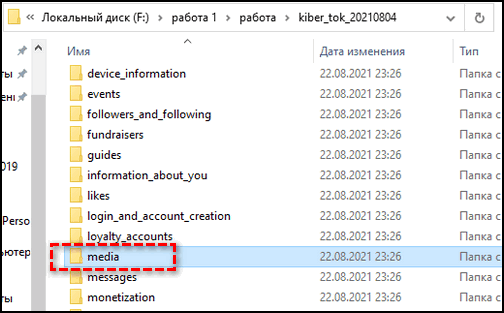 « Локальный диск (F:) › работа 1 › работа › kiber_tok_20210804
Имя Дата изменения Тип
device_information 22.08.2021 23:26 Папка с
events 22.08.2021 23:26 Папка с
followers_and_following 22.08.2021 23:26 Папка с
fundraisers 22.08.2021 23:26 Папка с
guides 22.08.2021 23:26 Папка с
information_about_you 22.08.2021 23:26 Папка с
likes 22.08.2021 23:26 Папка с
019
login_and_account_creation 22.08.2021 23:26 Папка с
Perso
loyalty_accounts 22.08.2021 23:26 Папка с
ьютер
media 22.08.2021 23:26 Папка с
messages 22.08.2021 23:26 Папка с
monetization 22.08.2021 23:26 Папка с